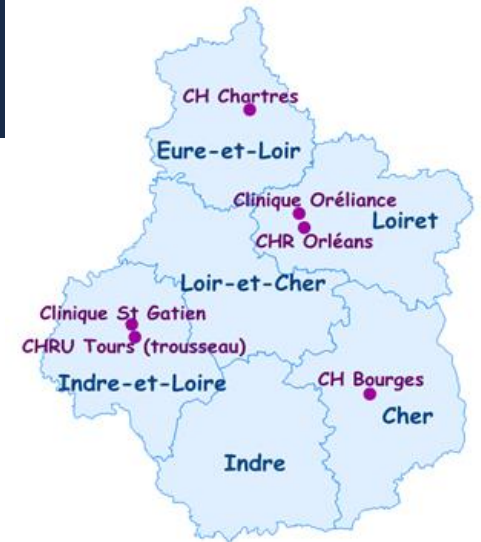 CH Chartres
Eure-et-Loir
Clinique Oréliance
Loiret
CHR Orléans
Loir-et-Cher
Clinique St Gatien
CHRU Tours (trousseau)
Indre-et-Loire
CH Bourges
Cher
Indre